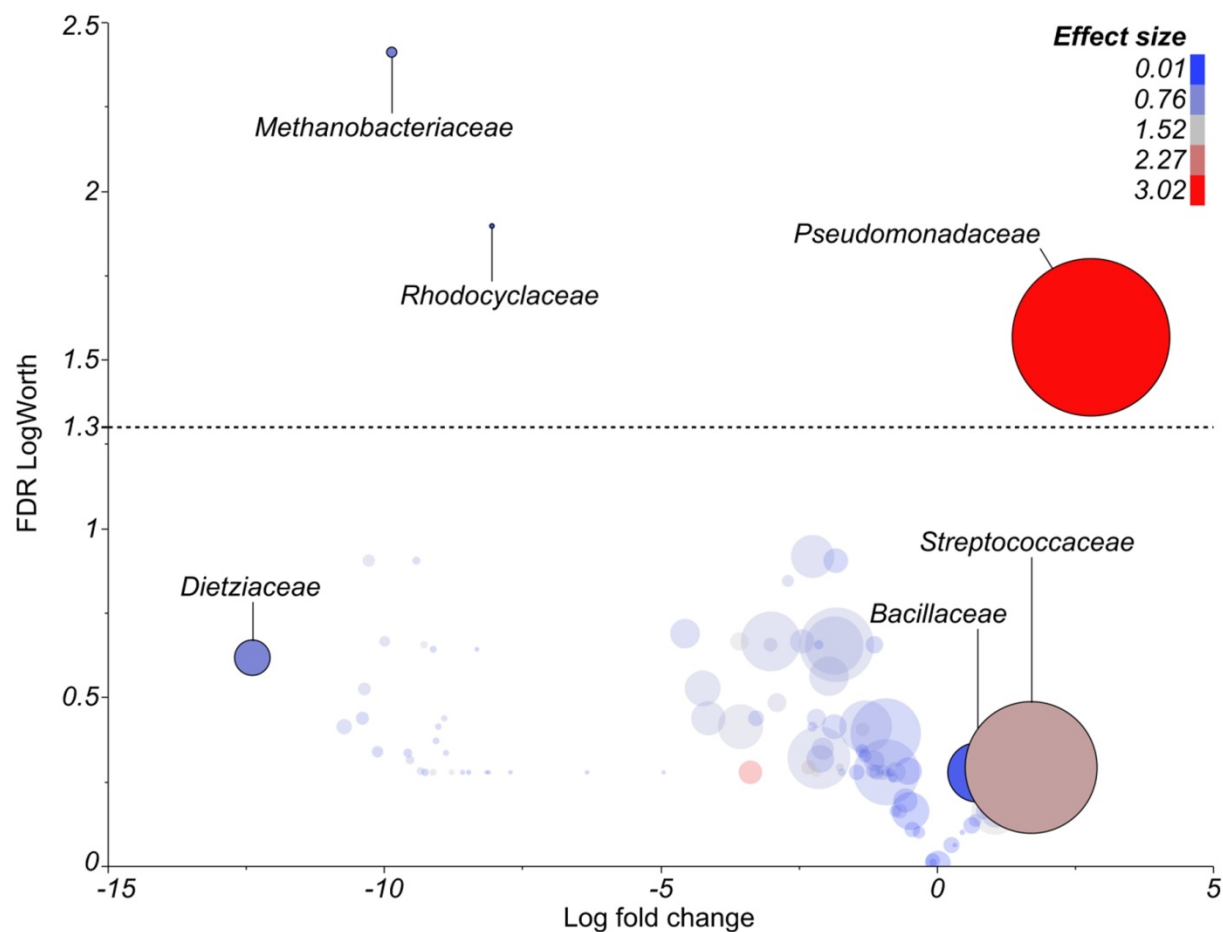 2.5
Effect size
0.01
0.76
1.52
2.27
3.02
Methanobacteriaceae
2
Pseudomonadaceae
Rhodocyclaceae
1.5
1.3
FDR LogWorth
1
Streptococcaceae
Dietziaceae
Bacillaceae
0.5
0
-15
-10
-5
0
5
Log fold change